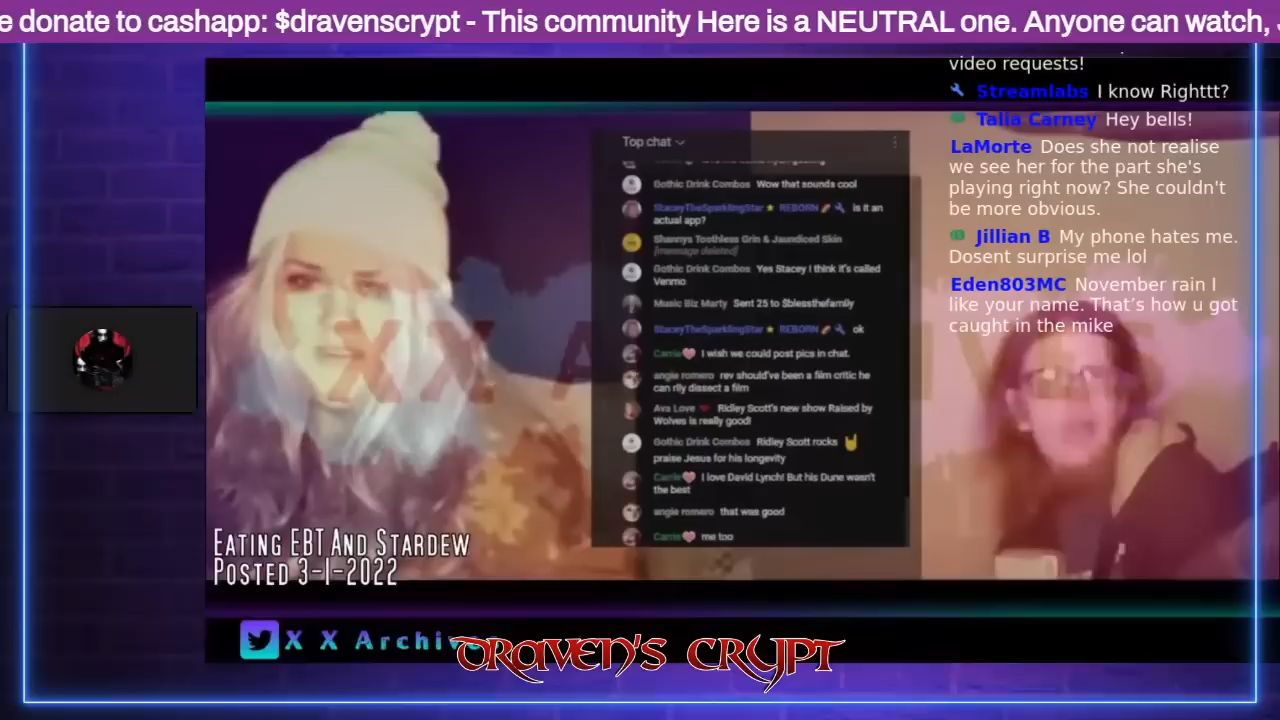 e donate to cashapp: $dravenscrypt - This community Here is a NEUTRAL one. Anyone can watch,
video requests!
Streamlabs I know Righttt?
Talia Carney Hey bells!
LaMorte Does she not realise
we see her for the part she's
playing right now? She couldn't
be more obvious.
Jillian B My phone hates me.
Dosent surprise me lol
Eden803MC November rain I
like your name. That's how u got
caught in the mike
Top chat
Gothic Drink Combos Wow that sounds cool
StaceyTheSparklingStar ★ REBORN is it an
actual app?
Shannys Toothless Grin & Jaundiced Skin
[message deleted]
Gothic Drink Combos Yes Stacey I think it's called
Venmo
Music Biz Marty Sent 25 to $blessthefamily
StaceyTheSparklingStar ★ REBORN ok
Carrie I wish we could post pics in chat.
angie romero rev should've been a film critic he
can rlly dissect a film
Ava Love Ridley Scott's new show Raised by
Wolves is really good!
Gothic Drink Combos Ridley Scott rocks 🤘
praise Jesus for his longevity
Carrie I love David Lynch! But his Dune wasn't
the best
angie romero that was good
Carrie me too
XX A
Eating EBT And Stardew
Posted 3-1-2022
X X Archives
Draven's Crypt